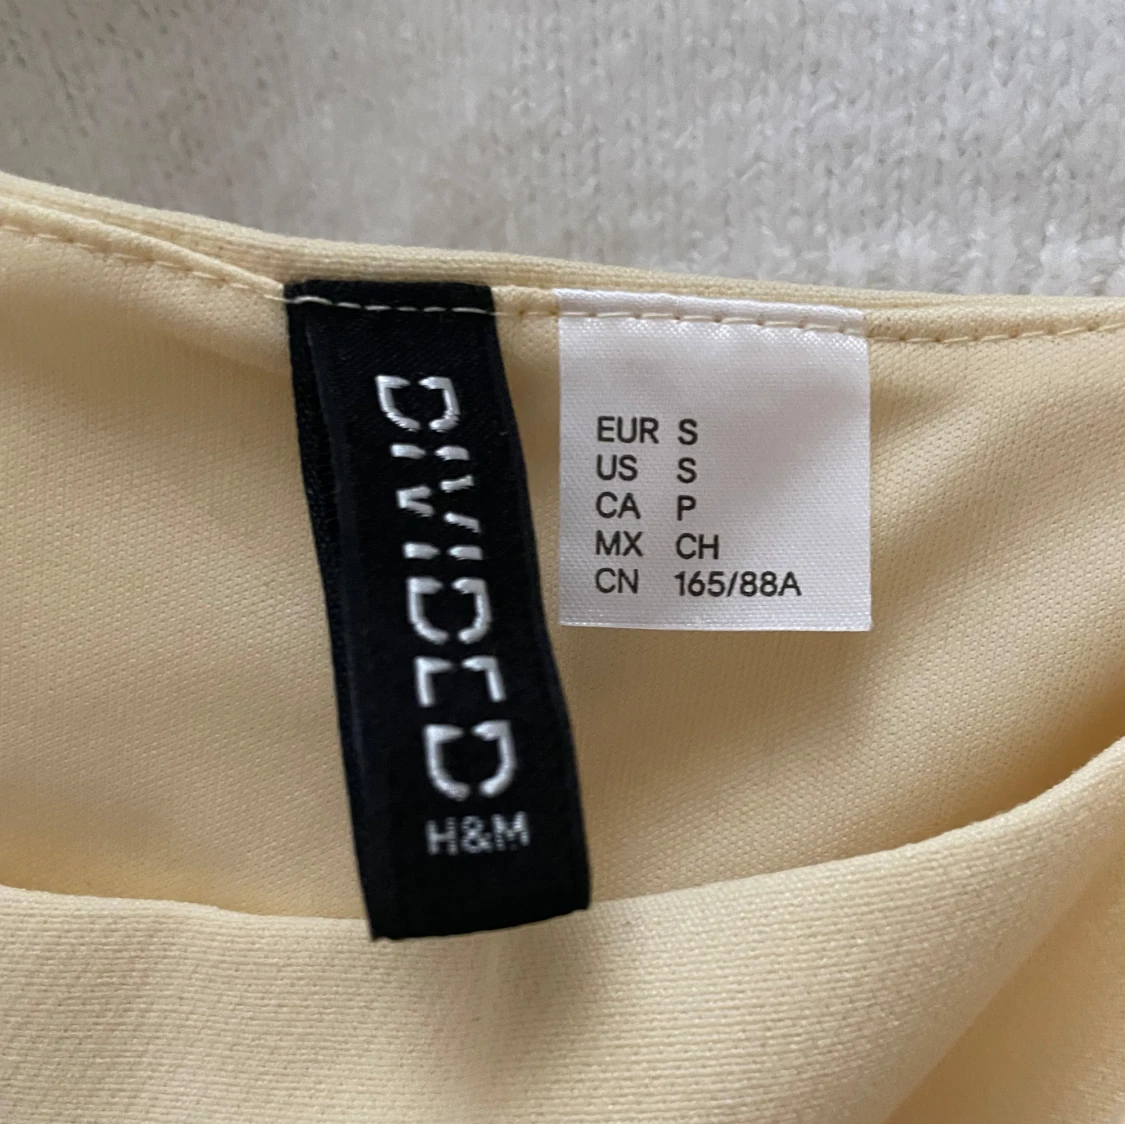 DIVIDED
H&M
EUR S
US S
CA P
MX CH
CN 165/88A